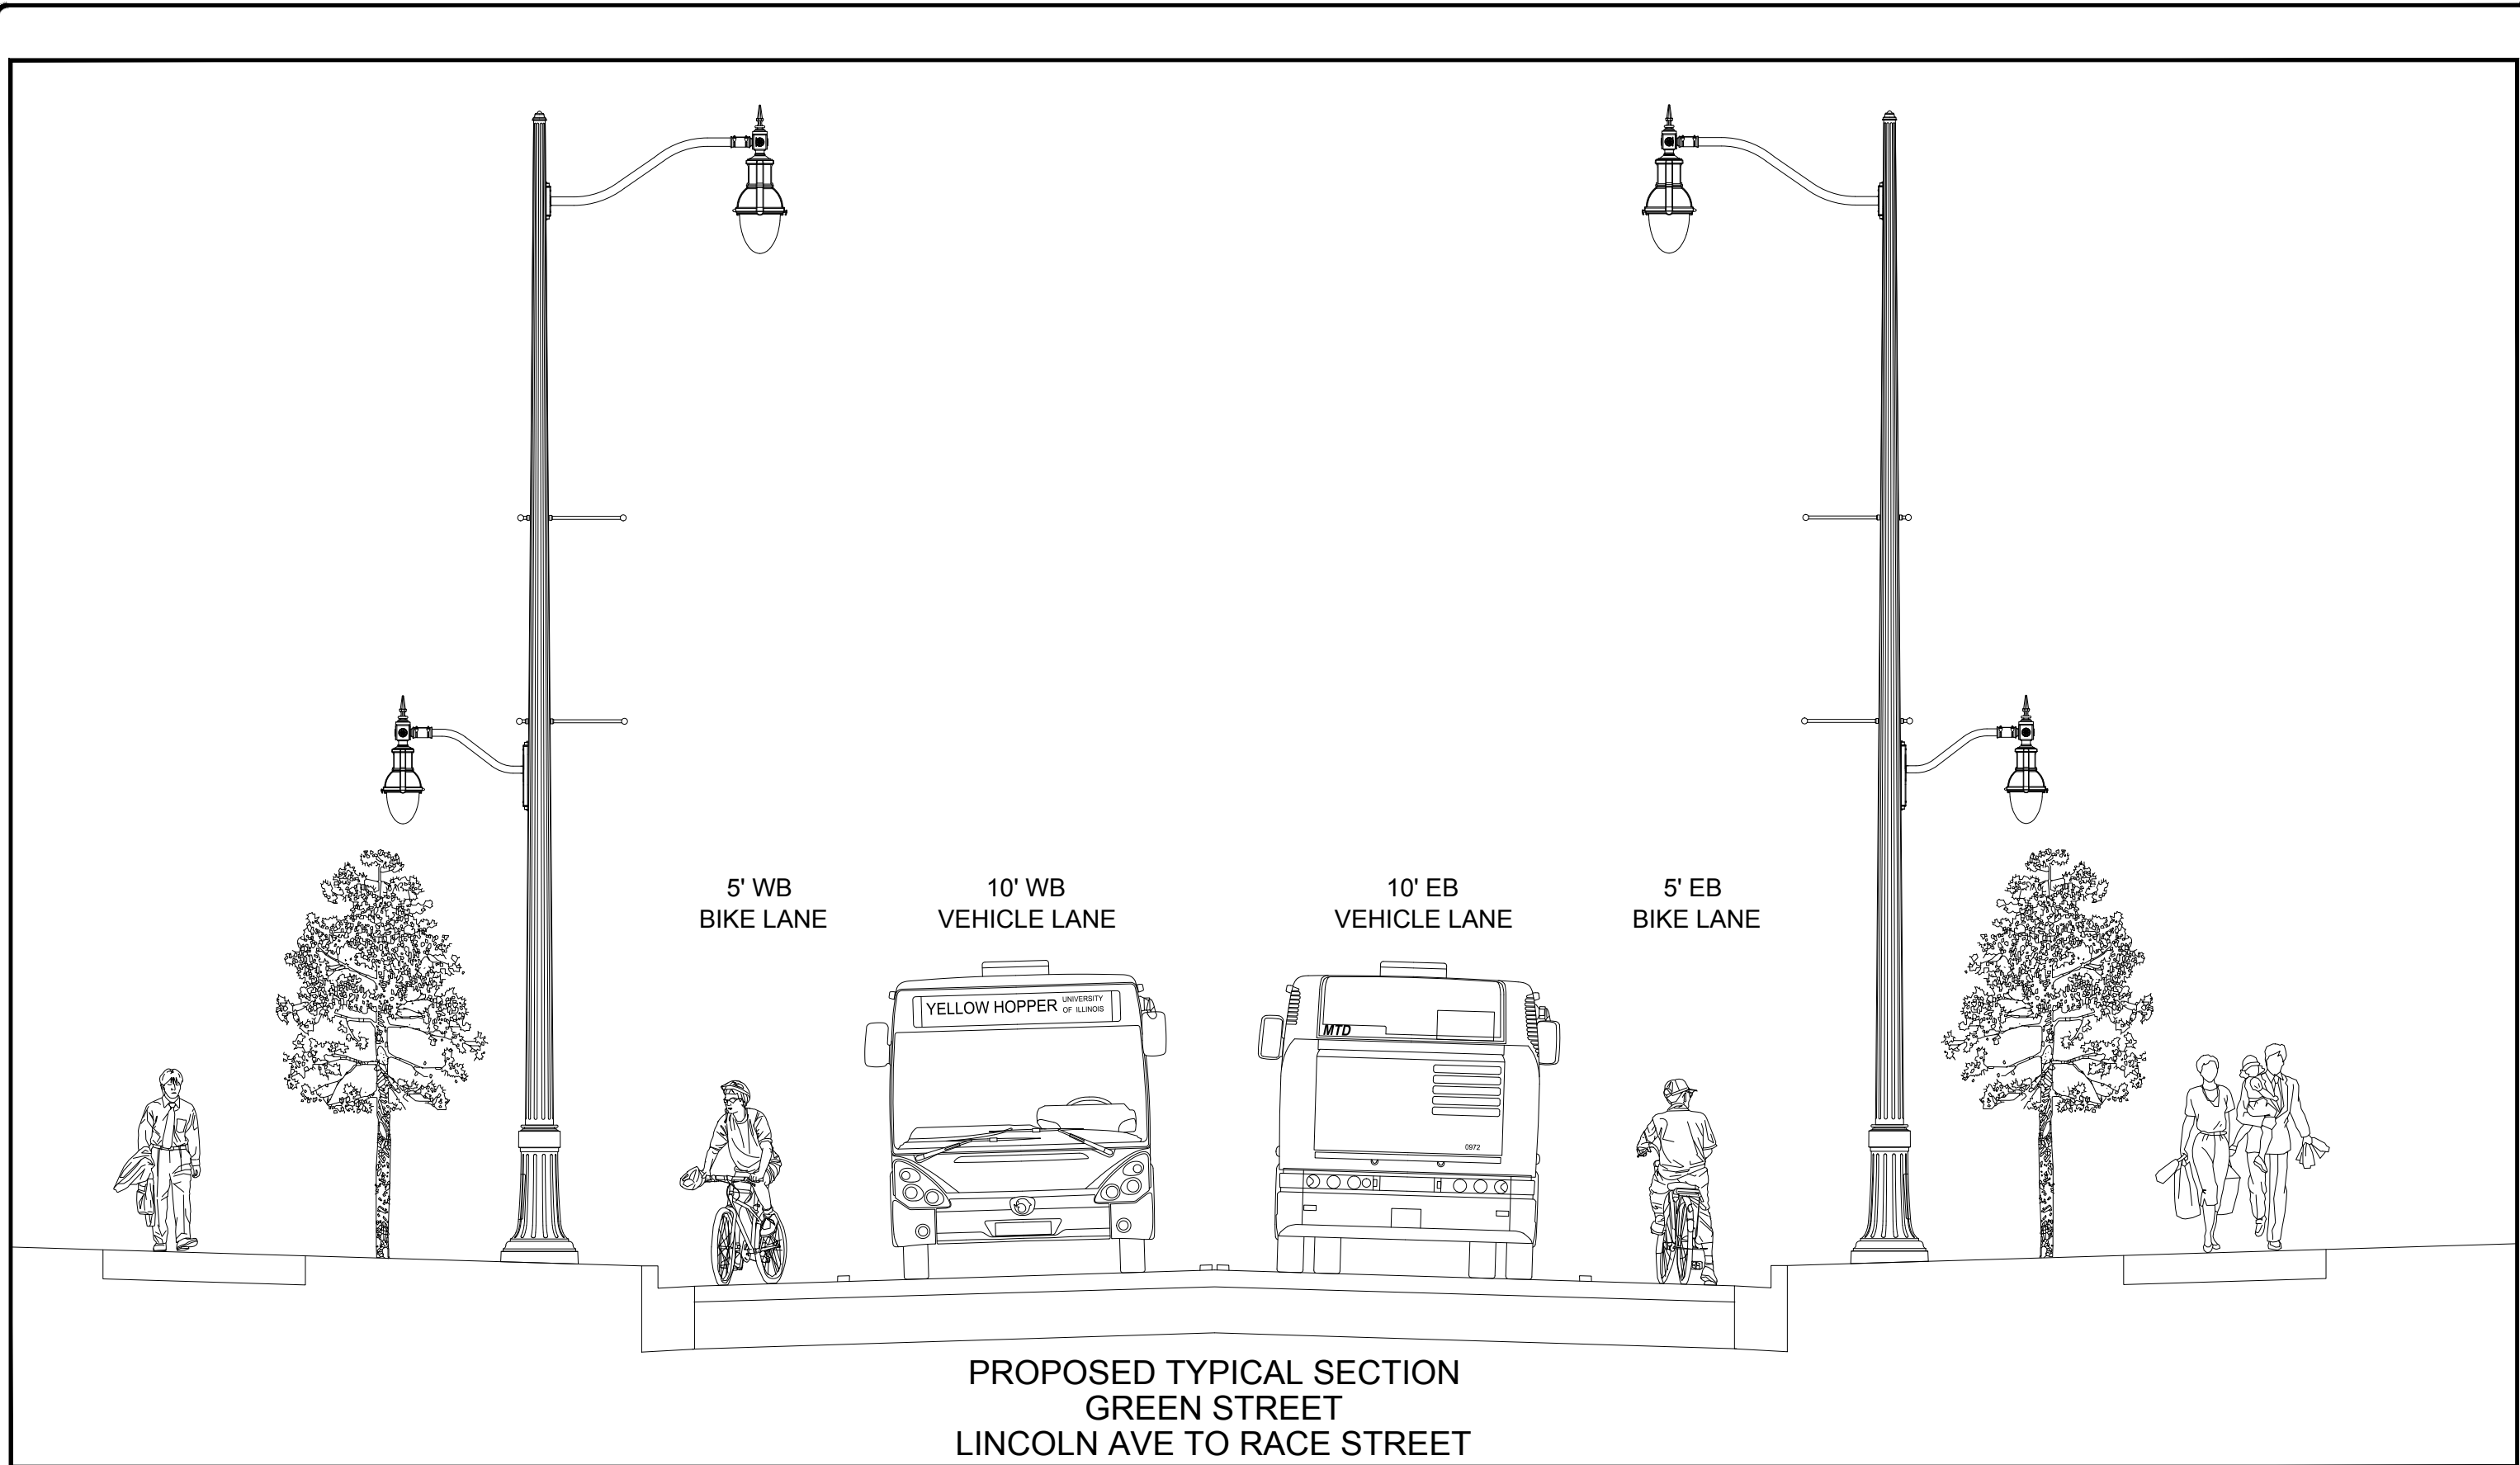 5' WB
BIKE LANE
10' WB
VEHICLE LANE
10' EB
VEHICLE LANE
5' EB
BIKE LANE
YELLOW HOPPER UNIVERSITY
OF ILLINOIS
MTD
0972
PROPOSED TYPICAL SECTION
GREEN STREET
LINCOLN AVE TO RACE STREET